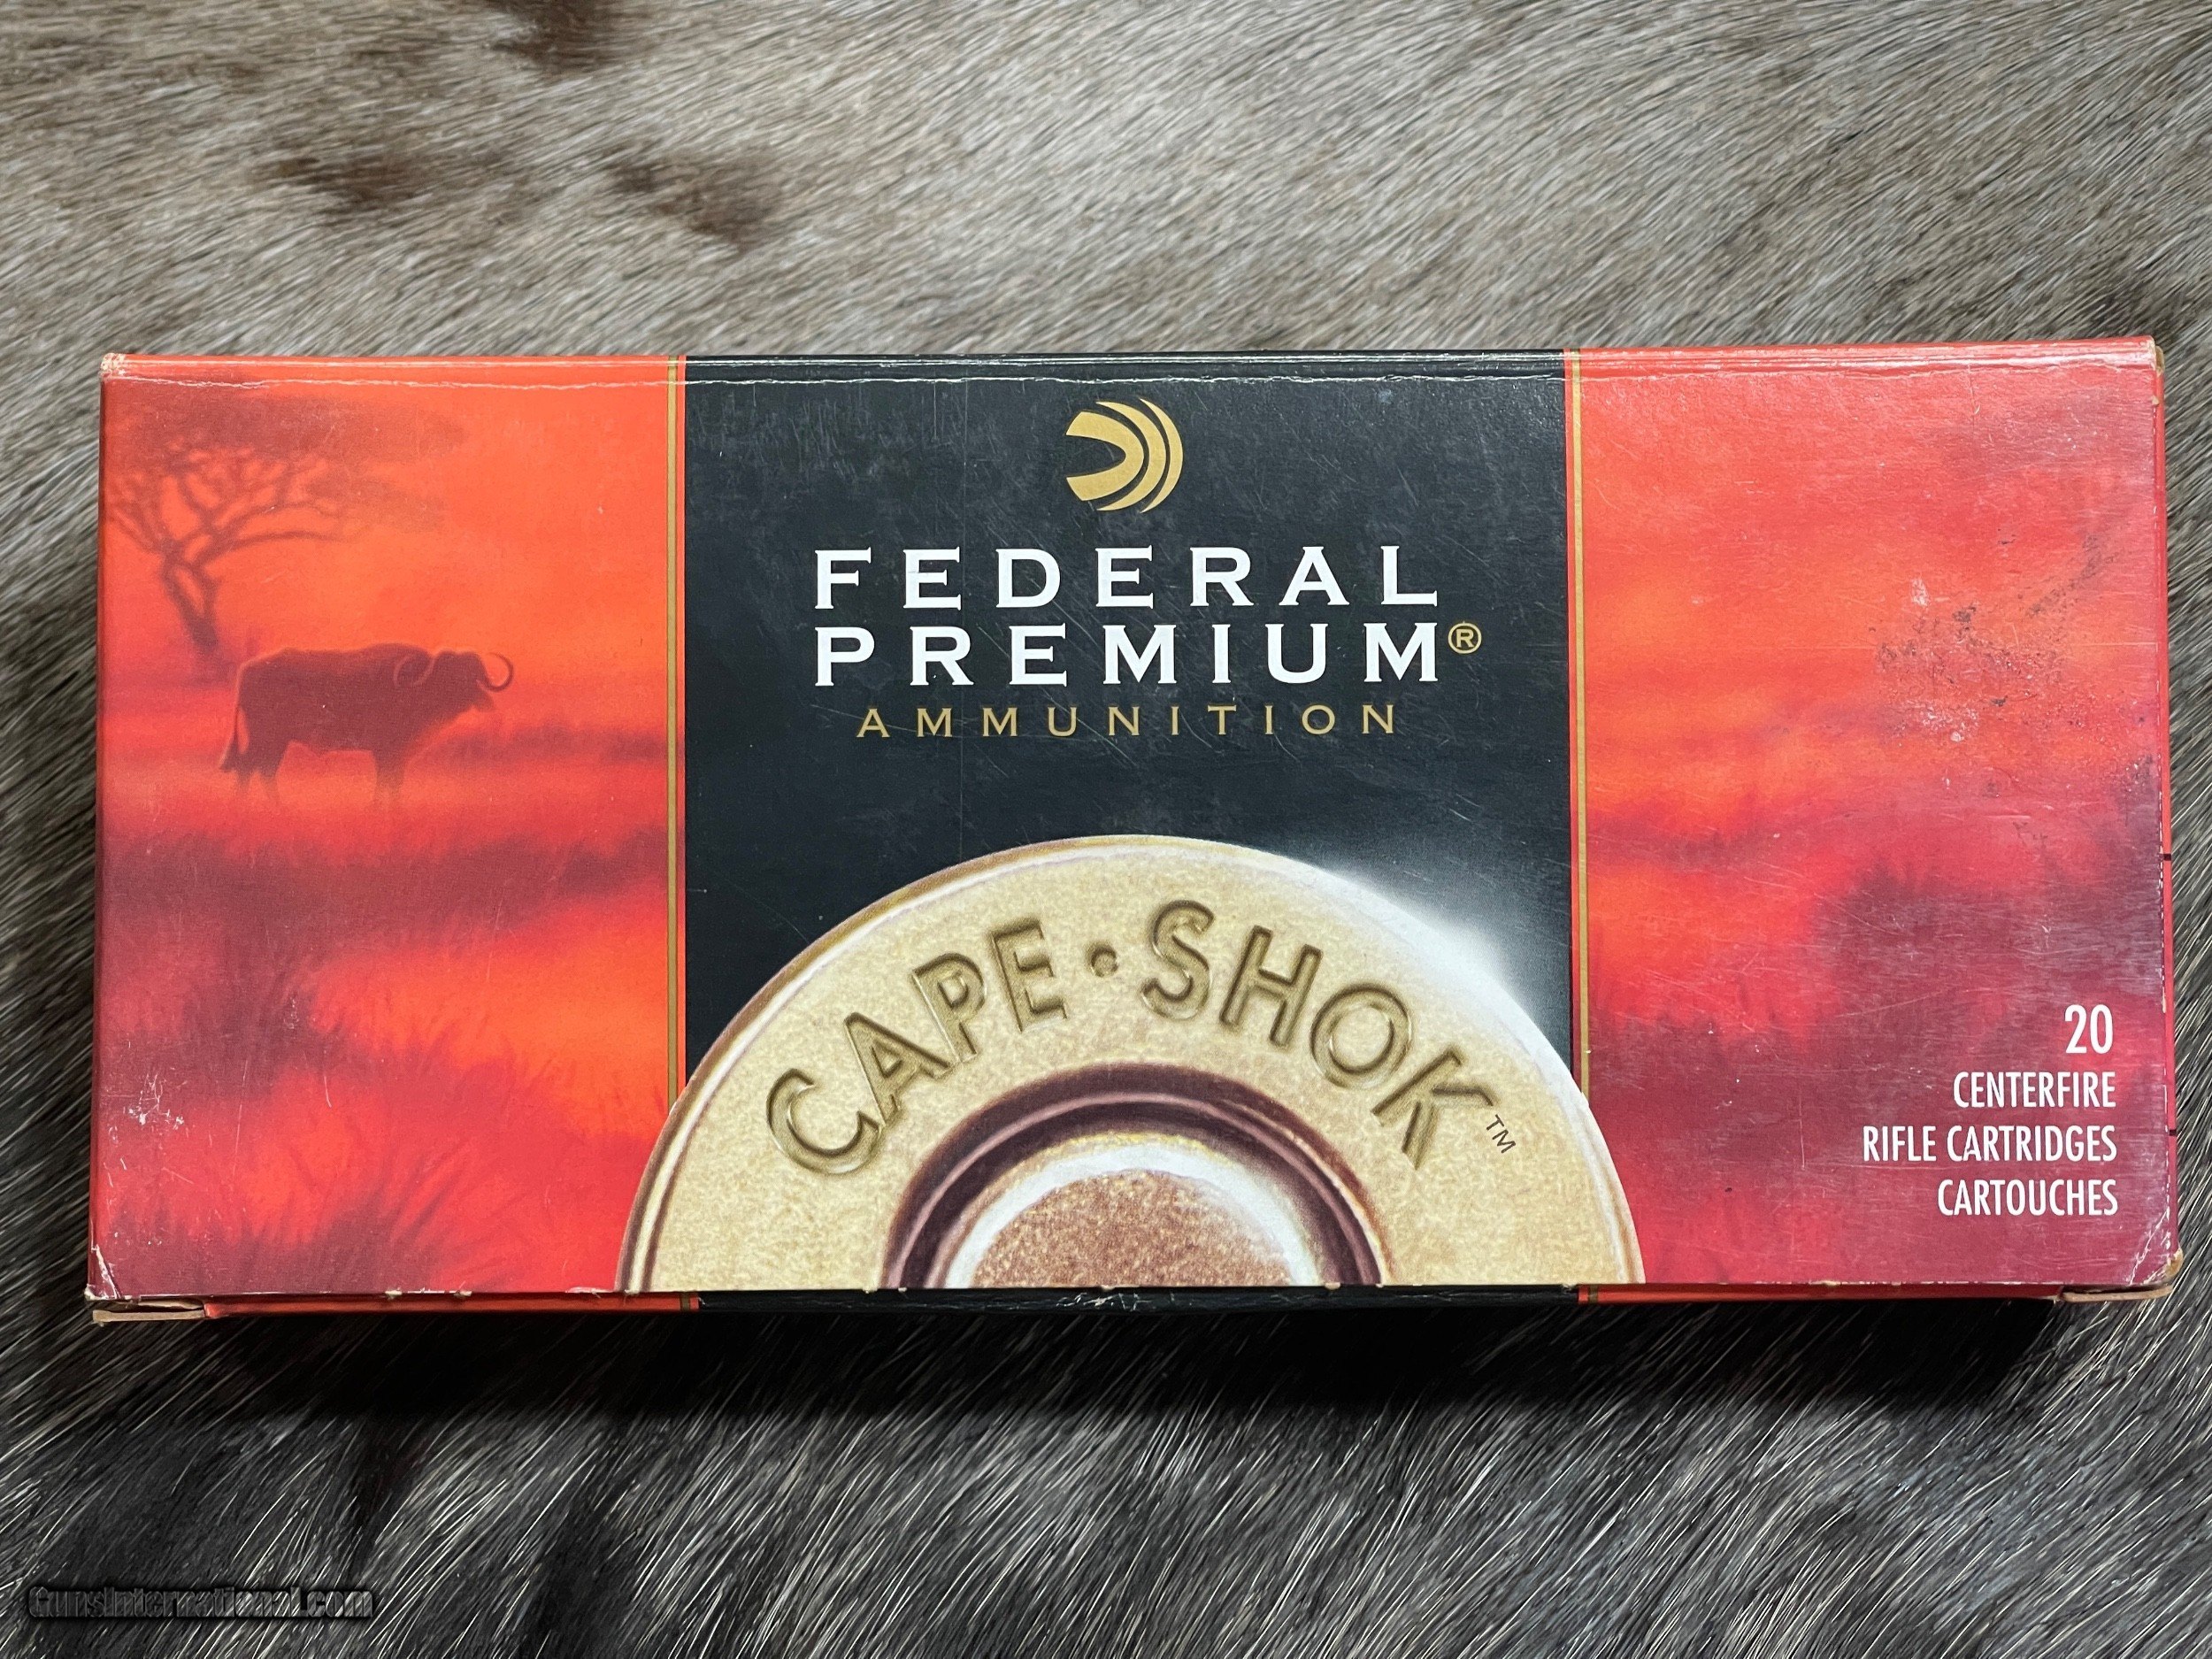 FEDERAL
PREMIUM®
AMMUNITION
CAPE•SHOK™
20
CENTERFIRE
RIFLE CARTRIDGES
CARTOUCHES
GunsInternational.com